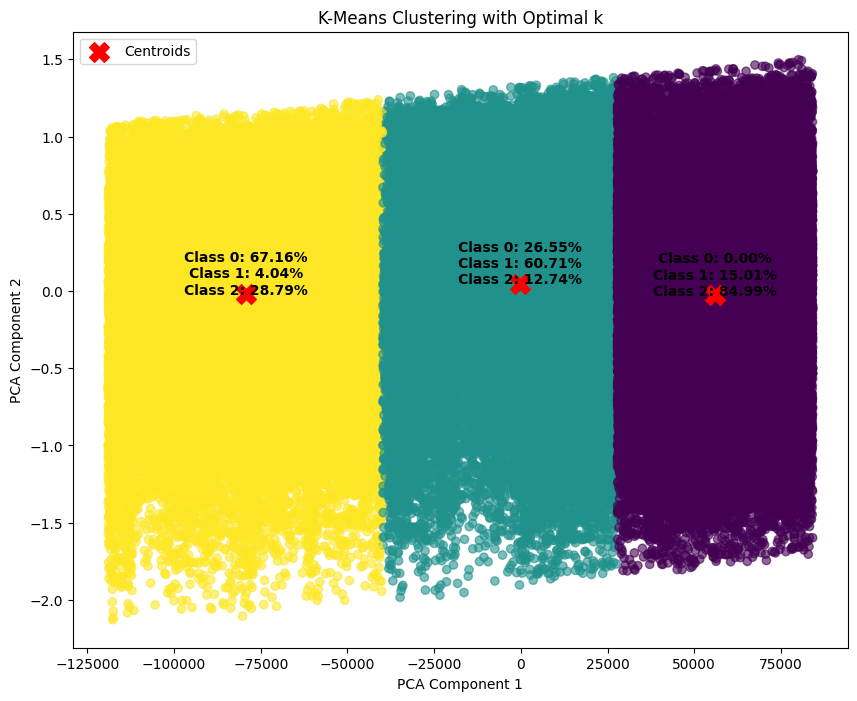 K-Means Clustering with Optimal k
Centroids
1.5
1.0
0.5
0.0
−0.5
−1.0
−1.5
−2.0
PCA Component 2
Class 0: 67.16%
Class 1: 4.04%
Class 2: 28.79%
Class 0: 26.55%
Class 1: 60.71%
Class 2: 12.74%
Class 0: 0.00%
Class 1: 15.01%
Class 2: 84.99%
−125000 −100000 −75000 −50000 −25000 0 25000 50000 75000
PCA Component 1